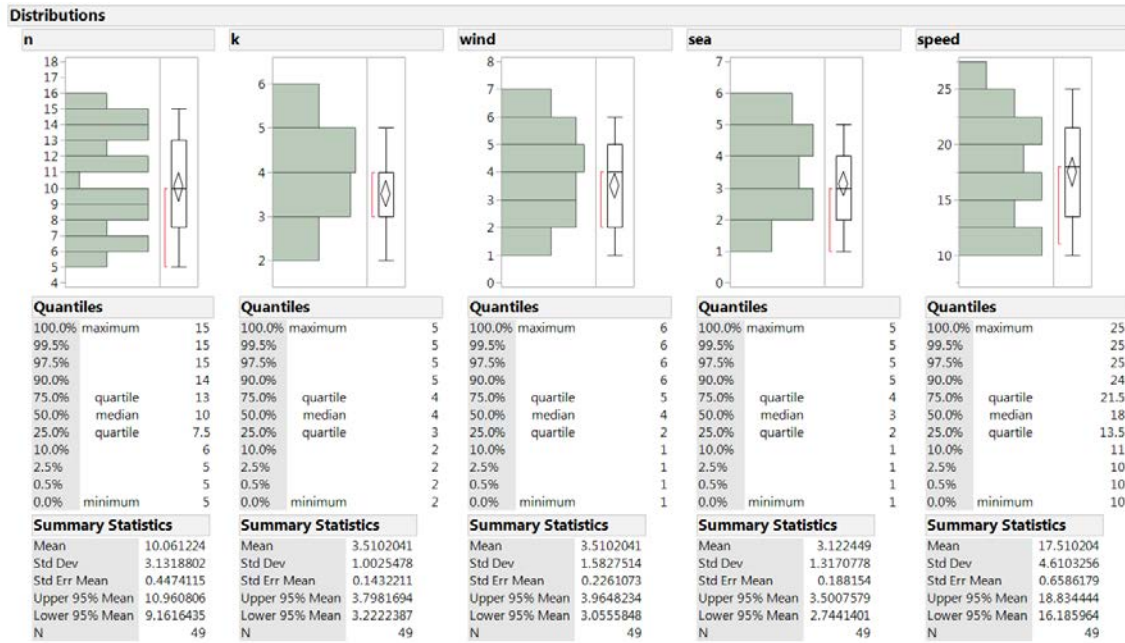 Distributions
n k wind sea speed
18 6 8 7 25
17 5 7 6 20
16 4 6 5 15
15 3 5 4 10
14 2 4 3
13 3 2
12 2 1
11 1 0
10 0
9
8
7
6
5
4
Quantiles Quantiles Quantiles Quantiles Quantiles
100.0% maximum 15 100.0% maximum 5 100.0% maximum 6 100.0% maximum 5 100.0% maximum 25
99.5% 15 99.5% 5 99.5% 6 99.5% 5 99.5% 25
97.5% 15 97.5% 5 97.5% 6 97.5% 5 97.5% 25
90.0% 14 90.0% 5 90.0% 6 90.0% 5 90.0% 24
75.0% quartile 13 75.0% quartile 4 75.0% quartile 5 75.0% quartile 4 75.0% quartile 21.5
50.0% median 10 50.0% median 4 50.0% median 4 50.0% median 3 50.0% median 18
25.0% quartile 7.5 25.0% quartile 3 25.0% quartile 2 25.0% quartile 2 25.0% quartile 13.5
10.0% 6 10.0% 2 10.0% 1 10.0% 1 10.0% 11
2.5% 5 2.5% 2 2.5% 1 2.5% 1 2.5% 10
0.5% 5 0.5% 2 0.5% 1 0.5% 1 0.5% 10
0.0% minimum 5 0.0% minimum 2 0.0% minimum 1 0.0% minimum 1 0.0% minimum 10
Summary Statistics Summary Statistics Summary Statistics Summary Statistics Summary Statistics
Mean 10.061224 Mean 3.5102041 Mean 3.5102041 Mean 3.122449 Mean 17.510204
Std Dev 3.1318802 Std Dev 1.0025478 Std Dev 1.5827514 Std Dev 1.3170778 Std Dev 4.6103256
Std Err Mean 0.4474115 Std Err Mean 0.1432211 Std Err Mean 0.2261073 Std Err Mean 0.188154 Std Err Mean 0.6586179
Upper 95% Mean 10.960806 Upper 95% Mean 3.7981694 Upper 95% Mean 3.9648234 Upper 95% Mean 3.5007579 Upper 95% Mean 18.834444
Lower 95% Mean 9.1616435 Lower 95% Mean 3.2222387 Lower 95% Mean 3.0555848 Lower 95% Mean 2.7441401 Lower 95% Mean 16.185964
N 49 N 49 N 49 N 49 N 49